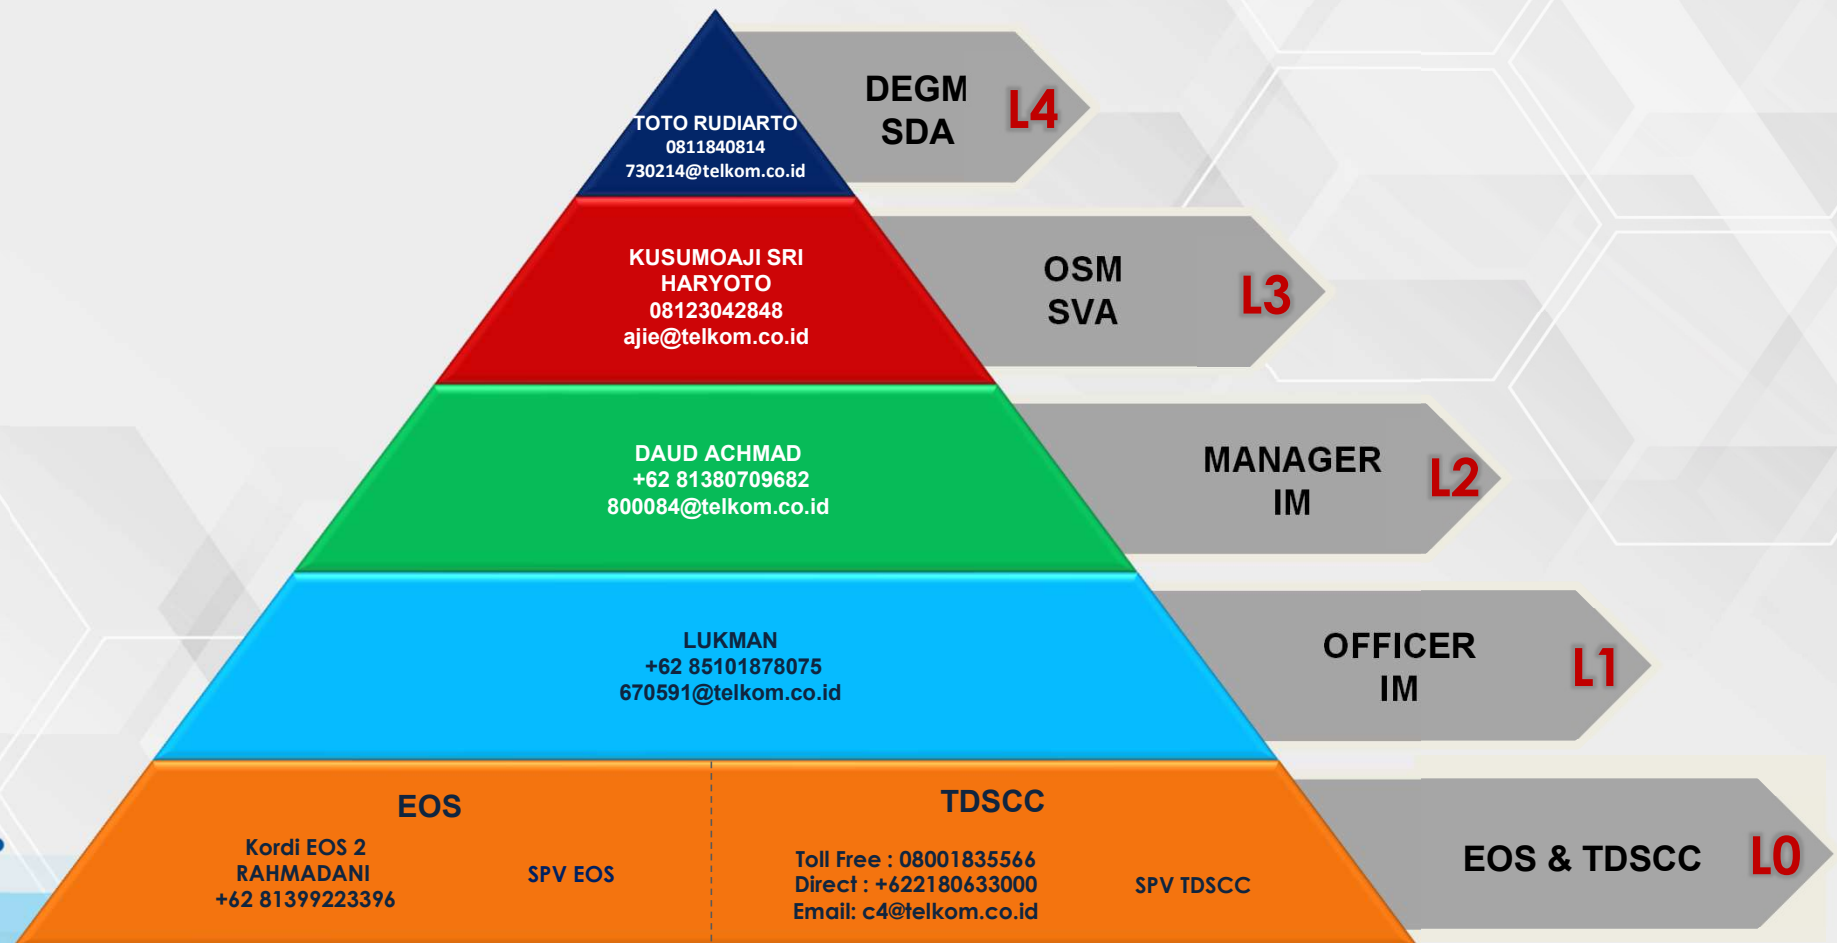 TOTO RUDIARTO
0811840814
730214@telkom.co.id
DEGM
SDA
L4
KUSUMOAJI SRI
HARYOTO
08123042848
ajie@telkom.co.id
OSM
SVA
L3
DAUD ACHMAD
+62 81380709682
800084@telkom.co.id
MANAGER
IM
L2
LUKMAN
+62 85101878075
670591@telkom.co.id
OFFICER
IM
L1
EOS
Kordi EOS 2
RAHMADANI
+62 81399223396
SPV EOS
TDSCC
Toll Free : 08001835566
Direct : +622180633000
Email: c4@telkom.co.id
SPV TDSCC
EOS & TDSCC
L0